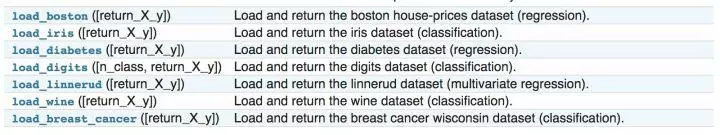 load_boston ([return_X_y]) Load and return the boston house-prices dataset (regression).
load_iris ([return_X_y]) Load and return the iris dataset (classification).
load_diabetes ([return_X_y]) Load and return the diabetes dataset (regression).
load_digits ([n_class, return_X_y]) Load and return the digits dataset (classification).
load_linnerud ([return_X_y]) Load and return the linnerud dataset (multivariate regression).
load_wine ([return_X_y]) Load and return the wine dataset (classification).
load_breast_cancer ([return_X_y]) Load and return the breast cancer wisconsin dataset (classification).